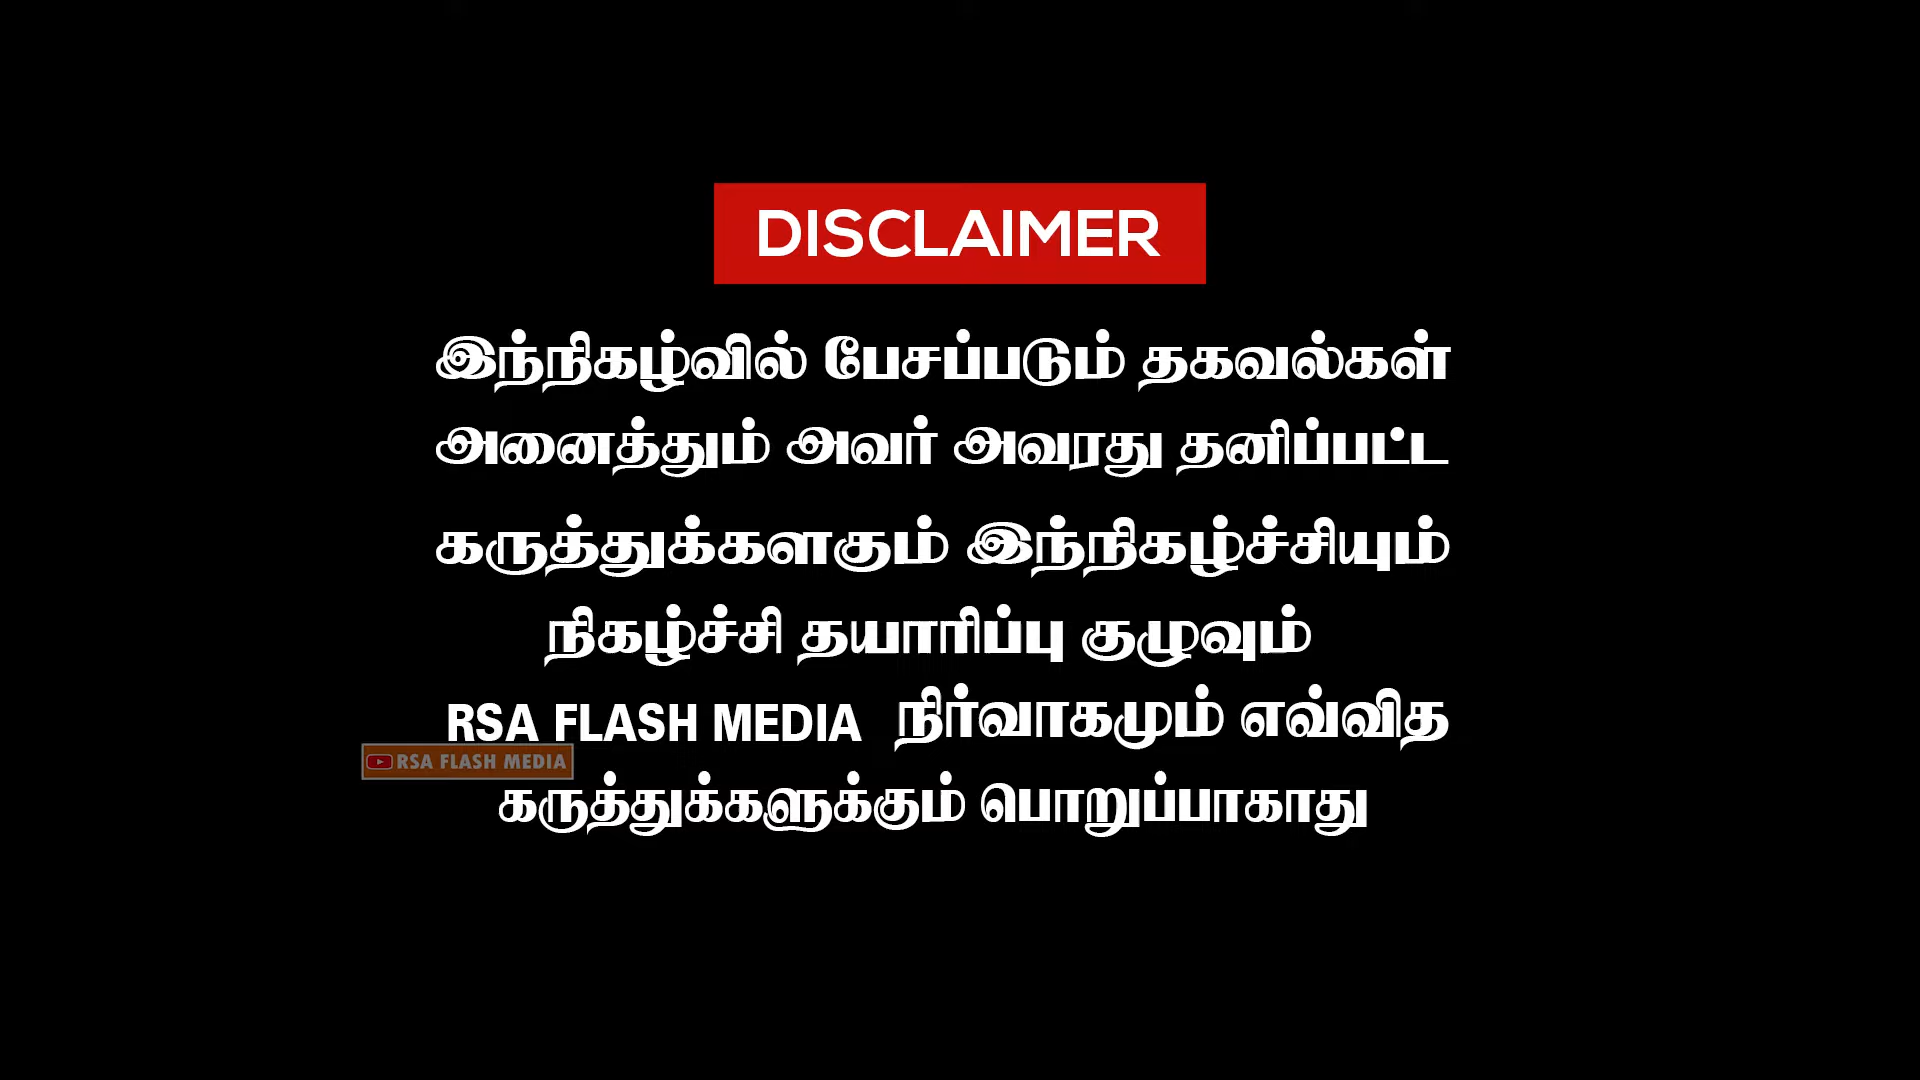 DISCLAIMER
இந்நிகழ்வில் பேசப்படும் தகவல்கள்
அனைத்தும் அவர் அவரது தனிப்பட்ட
கருத்துக்களகும் இந்நிகழ்ச்சியும்
நிகழ்ச்சி தயாரிப்பு குழுவும்
RSA FLASH MEDIA நிர்வாகமும் எவ்வித
RSA FLASH MEDIA
கருத்துக்களுக்கும் பொறுப்பாகாது